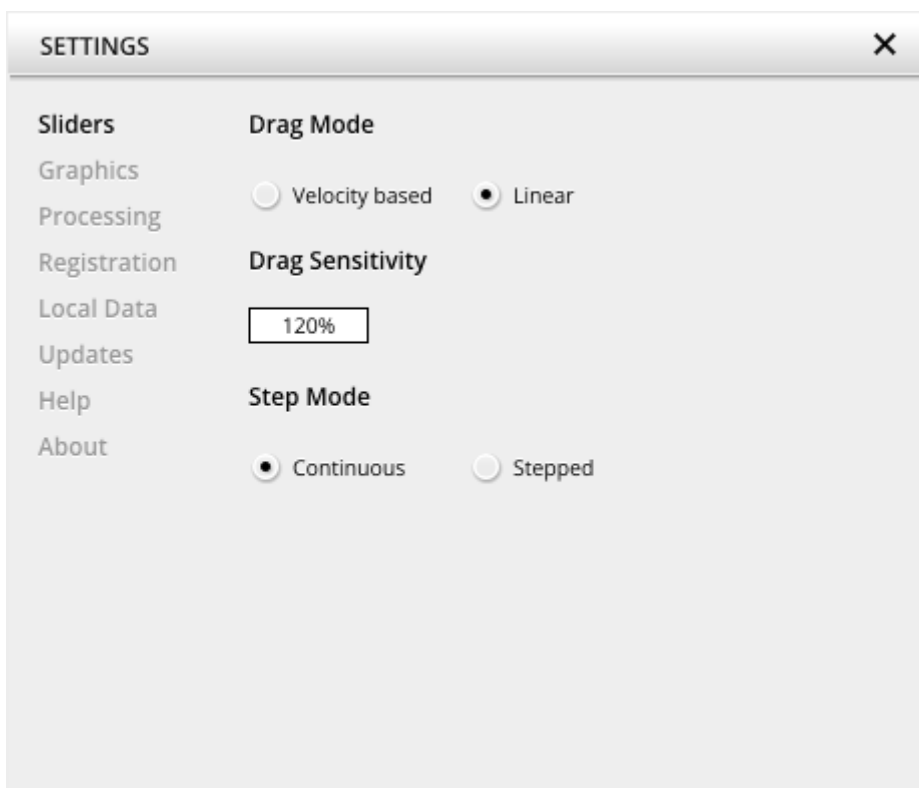 SETTINGS
Sliders
Graphics
Processing
Registration
Local Data
Updates
Help
About
Drag Mode
Velocity based
Linear
Drag Sensitivity
120%
Step Mode
Continuous
Stepped